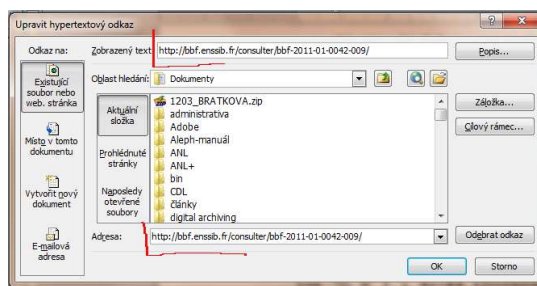 Upravit hypertextový odkaz
Odkaz na:
Zobrazený text: http://bbf.enssib.fr/consulter/bbf-2011-01-0042-009/
Popis...
Existující soubor nebo web. stránka
Místo v tomto dokumentu
Vytvořit nový dokument
E-mailová adresa
Oblast hledání: Dokumenty
Aktuální složka
Prohlédnuté stránky
Naposledy otevřené soubory
1203_BRATKOVA.zip
administrativa
Adobe
Aleph-manuál
ANL
ANL+
bin
CDL
články
digital archiving
Záložka...
Cílový rámec...
Adresa: http://bbf.enssib.fr/consulter/bbf-2011-01-0042-009/
Odebrat odkaz
OK
Storno